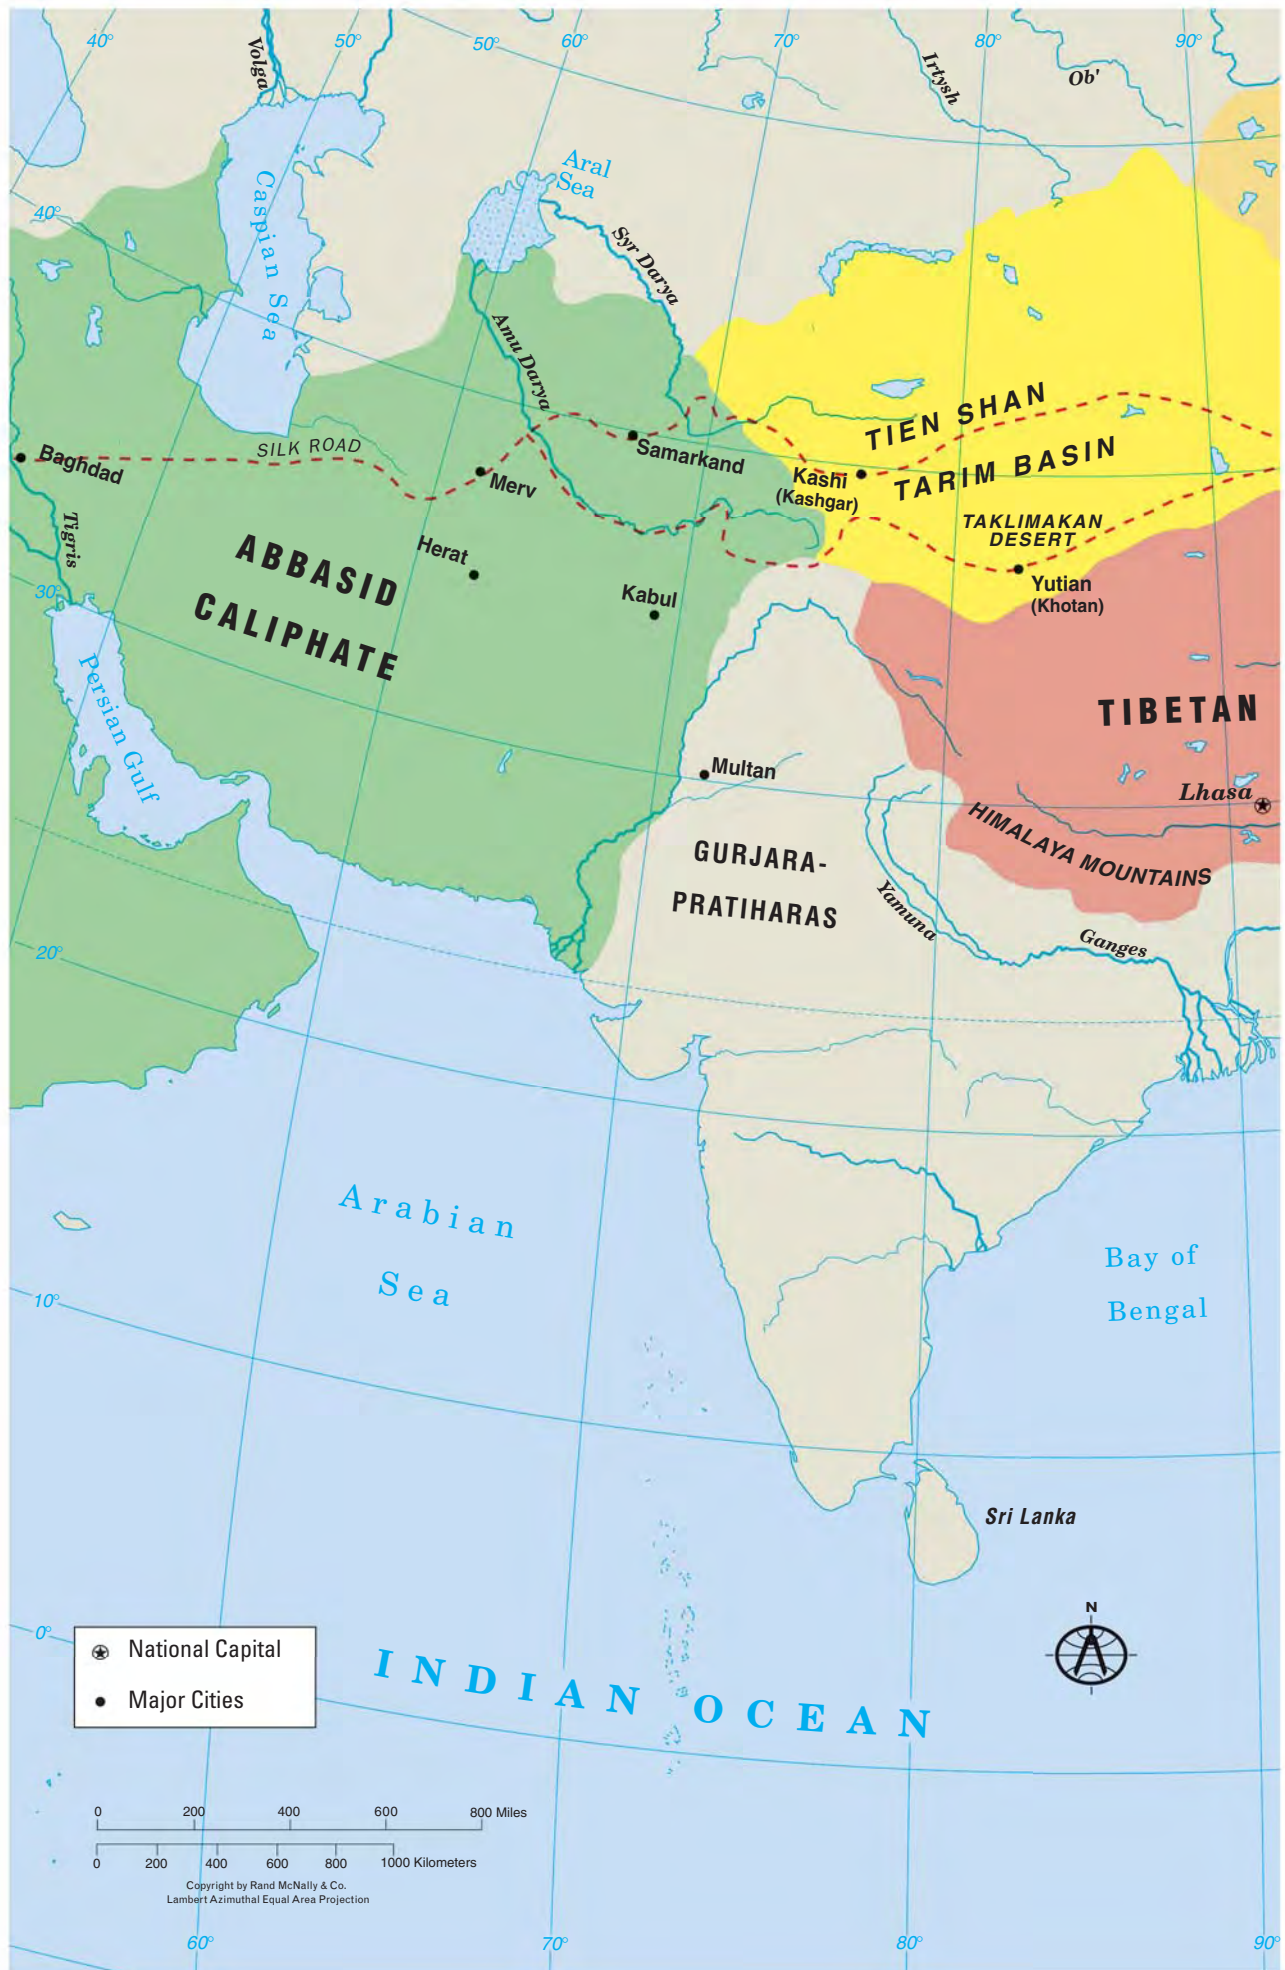 40°
50°
50°
60°
70°
80°
90°
Volga
Irtysh
Ob'
Aral
Sea
Caspian Sea
40°
Syr Darya
Amu Darya
TIEN SHAN
SILK ROAD
Baghdad
Samarkand
Merv
Kashi
(Kashgar)
TARIM BASIN
TAKLIMAKAN
DESERT
Tigris
Herat
ABBASID
CALIPHATE
Kabul
Yutian
(Khotan)
30°
Persian Gulf
TIBETAN
Multan
Lhasa
HIMALAYA MOUNTAINS
GURJARA-
PRATIHARAS
Yamuna
Ganges
20°
Arabian
Sea
Bay of
Bengal
10°
Sri Lanka
N
0°
National Capital
Major Cities
INDIAN OCEAN
0 200 400 600 800 Miles
0 200 400 600 800 1000 Kilometers
Copyright by Rand McNally & Co.
Lambert Azimuthal Equal Area Projection
60°
70°
80°
90°